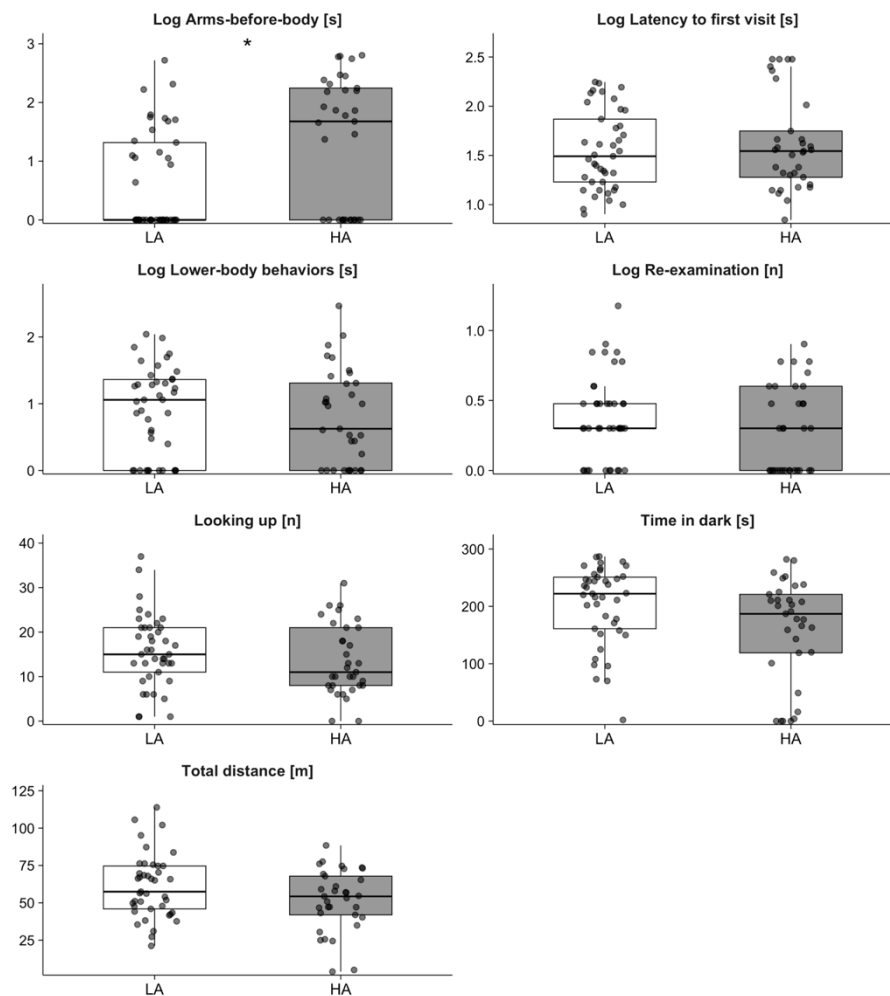 Log Arms-before-body [s]
*
3
2
1
0
LA
HA
Log Latency to first visit [s]
2.5
2.0
1.5
1.0
LA
HA
Log Lower-body behaviors [s]
2
1
0
LA
HA
Log Re-examination [n]
1.0
0.5
0.0
LA
HA
Looking up [n]
40
30
20
10
0
LA
HA
Time in dark [s]
300
200
100
0
LA
HA
Total distance [m]
125
100
75
50
25
LA
HA